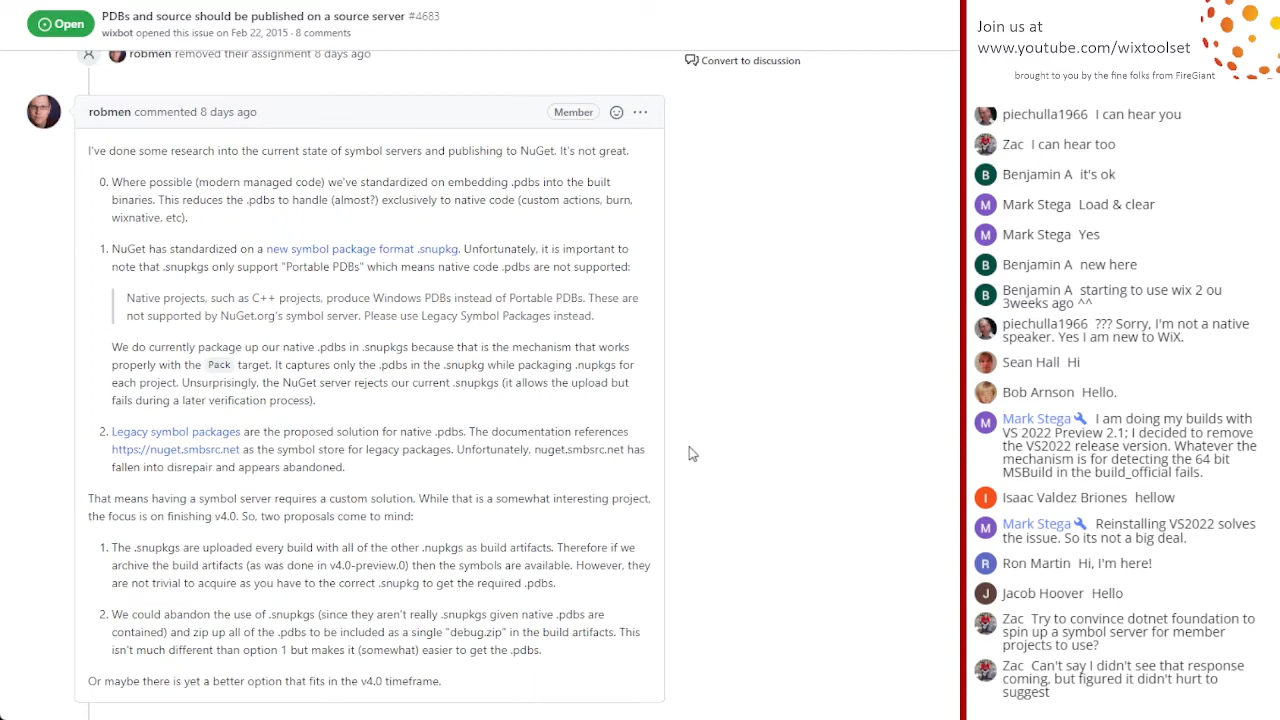 Open
PDBs and source should be published on a source server #4683
wixbot opened this issue on Feb 22, 2015 · 8 comments
robmen removed their assignment 8 days ago
Convert to discussion
robmen commented 8 days ago
Member
I've done some research into the current state of symbol servers and publishing to NuGet. It's not great.
0. Where possible (modern managed code) we've standardized on embedding .pdbs into the built
binaries. This reduces the .pdbs to handle (almost?) exclusively to native code (custom actions, burn,
wixnative, etc).
1. NuGet has standardized on a new symbol package format .snupkg. Unfortunately, it is important to
note that .snupkgs only support "Portable PDBs" which means native code .pdbs are not supported:
Native projects, such as C++ projects, produce Windows PDBs instead of Portable PDBs. These are
not supported by NuGet.org's symbol server. Please use Legacy Symbol Packages instead.
We do currently package up our native .pdbs in .snupkgs because that is the mechanism that works
properly with the Pack target. It captures only the .pdbs in the .snupkg while packaging .nupkgs for
each project. Unsurprisingly, the NuGet server rejects our current .snupkgs (it allows the upload but
fails during a later verification process).
2. Legacy symbol packages are the proposed solution for native .pdbs. The documentation references
https://nuget.smbsrc.net as the symbol store for legacy packages. Unfortunately, nuget.smbsrc.net has
fallen into disrepair and appears abandoned.
That means having a symbol server requires a custom solution. While that is a somewhat interesting project,
the focus is on finishing v4.0. So, two proposals come to mind:
1. The .snupkgs are uploaded every build with all of the other .nupkgs as build artifacts. Therefore if we
archive the build artifacts (as was done in v4.0-preview.0) then the symbols are available. However, they
are not trivial to acquire as you have to the correct .snupkg to get the required .pdbs.
2. We could abandon the use of .snupkgs (since they aren't really .snupkgs given native .pdbs are
contained) and zip up all of the .pdbs to be included as a single "debug.zip" in the build artifacts. This
isn't much different than option 1 but makes it (somewhat) easier to get the .pdbs.
Or maybe there is yet a better option that fits in the v4.0 timeframe.
Join us at
www.youtube.com/wixtoolset
brought to you by the fine folks from FireGiant
piechulla1966 I can hear you
Zac I can hear too
B Benjamin A it's ok
M Mark Stega Load & clear
M Mark Stega Yes
B Benjamin A new here
B Benjamin A starting to use wix 2 ou
3weeks ago ^^
piechulla1966 ??? Sorry, I'm not a native
speaker. Yes I am new to WiX.
Sean Hall Hi
Bob Arnson Hello.
M Mark Stega I am doing my builds with
VS 2022 Preview 2.1; I decided to remove
the VS2022 release version. Whatever the
mechanism is for detecting the 64 bit
MSBuild in the build_official fails.
I Isaac Valdez Briones hellow
M Mark Stega Reinstalling VS2022 solves
the issue. So its not a big deal.
R Ron Martin Hi, I'm here!
J Jacob Hoover Hello
Zac Try to convince dotnet foundation to
spin up a symbol server for member
projects to use?
Zac Can't say I didn't see that response
coming, but figured it didn't hurt to
suggest